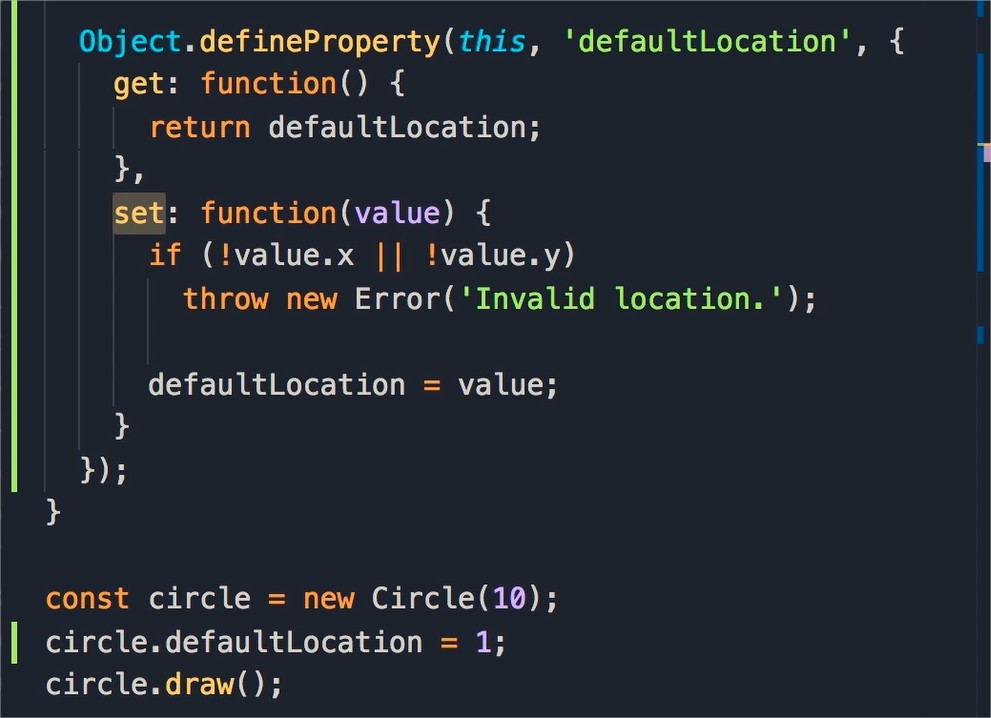 Object.defineProperty(this, 'defaultLocation', {
get: function() {
return defaultLocation;
},
set: function(value) {
if (!value.x || !value.y)
throw new Error('Invalid location.');
defaultLocation = value;
}
});
}
const circle = new Circle(10);
circle.defaultLocation = 1;
circle.draw();